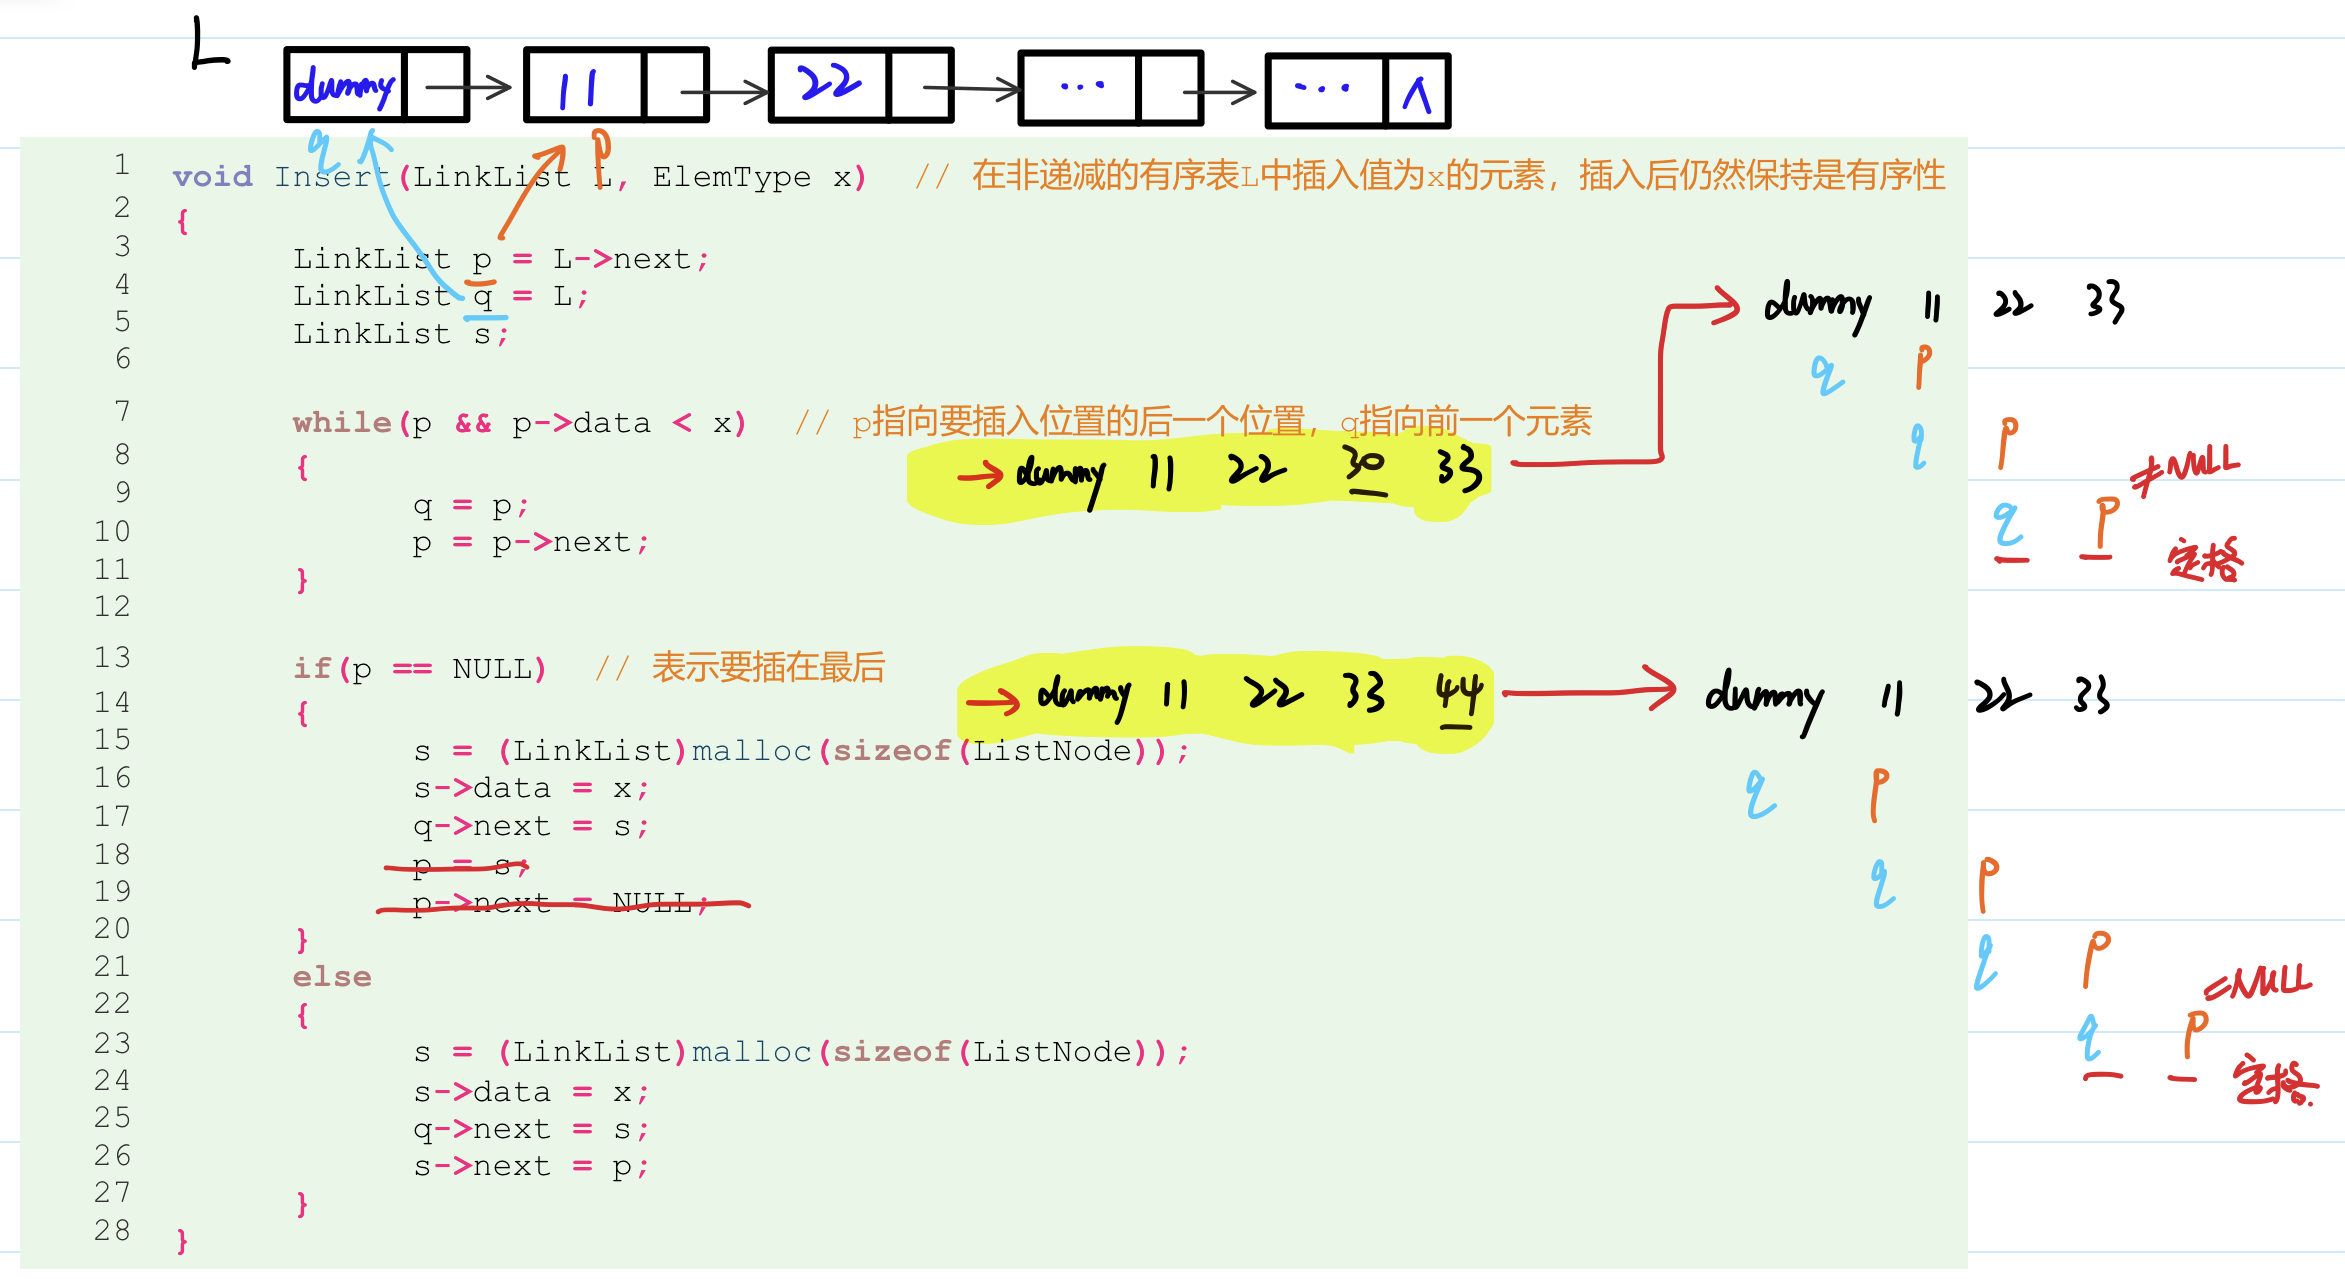 L
dummy 11 22 ... ... ∧
q p
1 void Insert(LinkList L, ElemType x) // 在非递减的有序表L中插入值为x的元素，插入后仍然保持是有序性
2 {
3 LinkList p = L->next;
4 LinkList q = L;
5 LinkList s;
6
dummy 11 22 33
q p
7 while(p && p->data < x) // p指向要插入位置的后一个位置，q指向前一个元素
q p
≠NULL
8 {
→ dummy 11 22 30 33
9 q = p;
q p
10 p = p->next;
定格
11 }
12
13 if(p == NULL) // 表示要插在最后
→ dummy 11 22 33 44
dummy 11 22 33
14 {
15 s = (LinkList)malloc(sizeof(ListNode));
16 s->data = x;
q p
17 q->next = s;
18 p = s;
q p
19 p->next = NULL;
20 }
q p
21 else
=NULL
22 {
23 s = (LinkList)malloc(sizeof(ListNode));
q p
24 s->data = x;
定格.
25 q->next = s;
26 s->next = p;
27 }
28 }